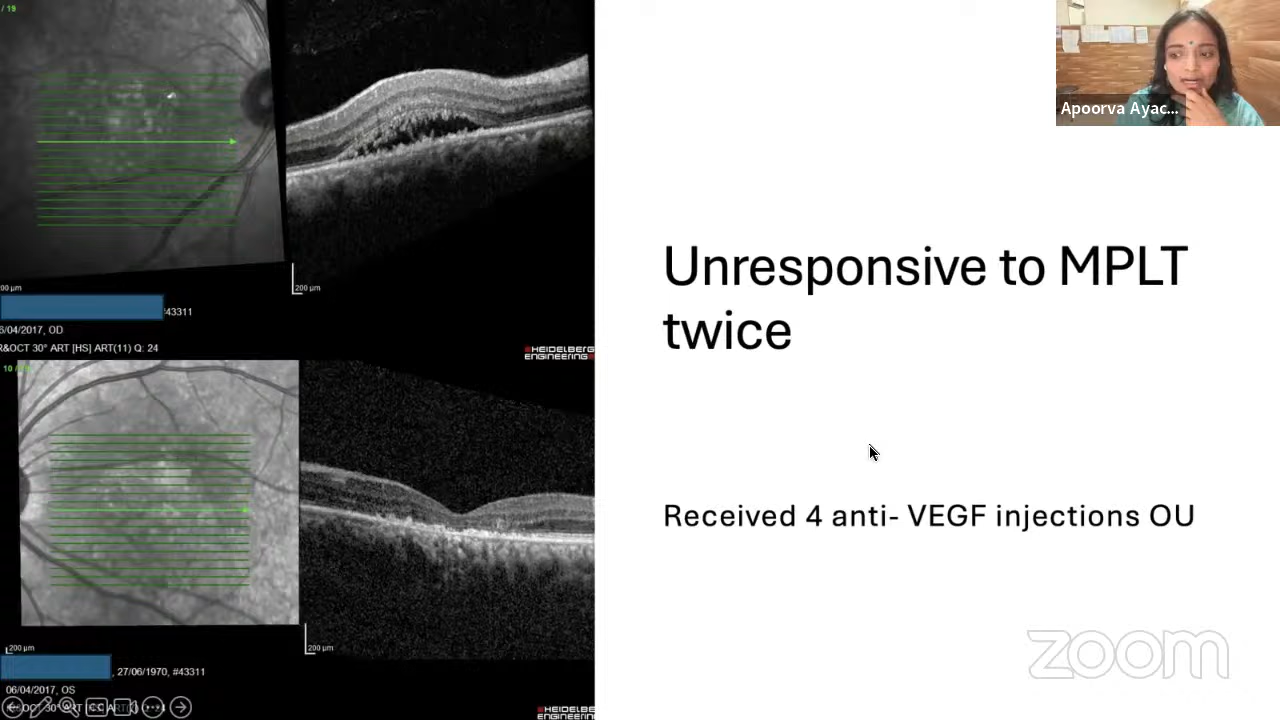 / 19
200 µm
00 µm
!43311
6/04/2017, OD
R&OCT 30° ART [HS] ART(11) Q: 24
HEIDELBERG
ENGINEERING
10 /
200 µm
200 µm
, 27/06/1970, #43311
06/04/2017, OS
HEIDELBERG
ENGINEERING
Apoorva Ayac...
Unresponsive to MPLT
twice
Received 4 anti- VEGF injections OU
zoom